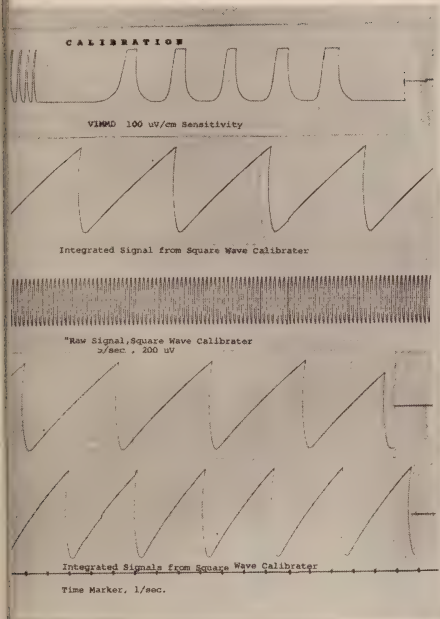 CALIBRATION
VIMMD 100 uV/cm Sensitivity
Integrated Signal from Square Wave Calibrater
"Raw Signal,Square Wave Calibrater
5/sec , 200 uV
Integrated Signals from Square Wave Calibrater
Time Marker, 1/sec.